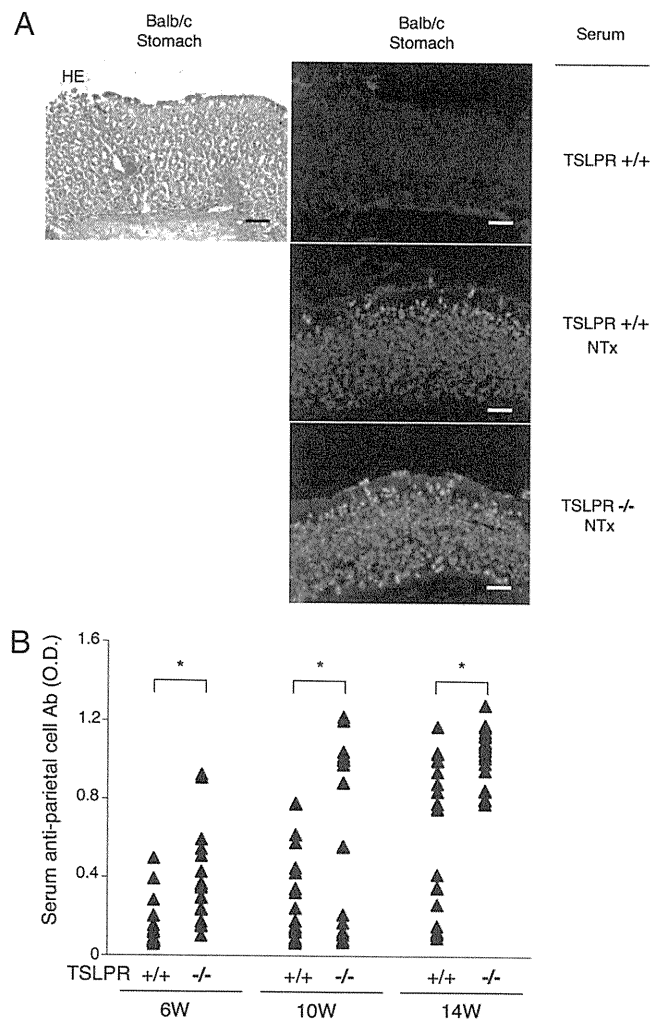 A
Balb/c
Stomach
Balb/c
Stomach
Serum
HE
TSLPR +/+
TSLPR +/+
NTx
TSLPR -/-
NTx
B
Serum anti-parietal cell Ab (O.D.)
1.6
1.2
0.8
0.4
0
* * *
TSLPR +/+ -/- +/+ -/- +/+ -/-
6W 10W 14W